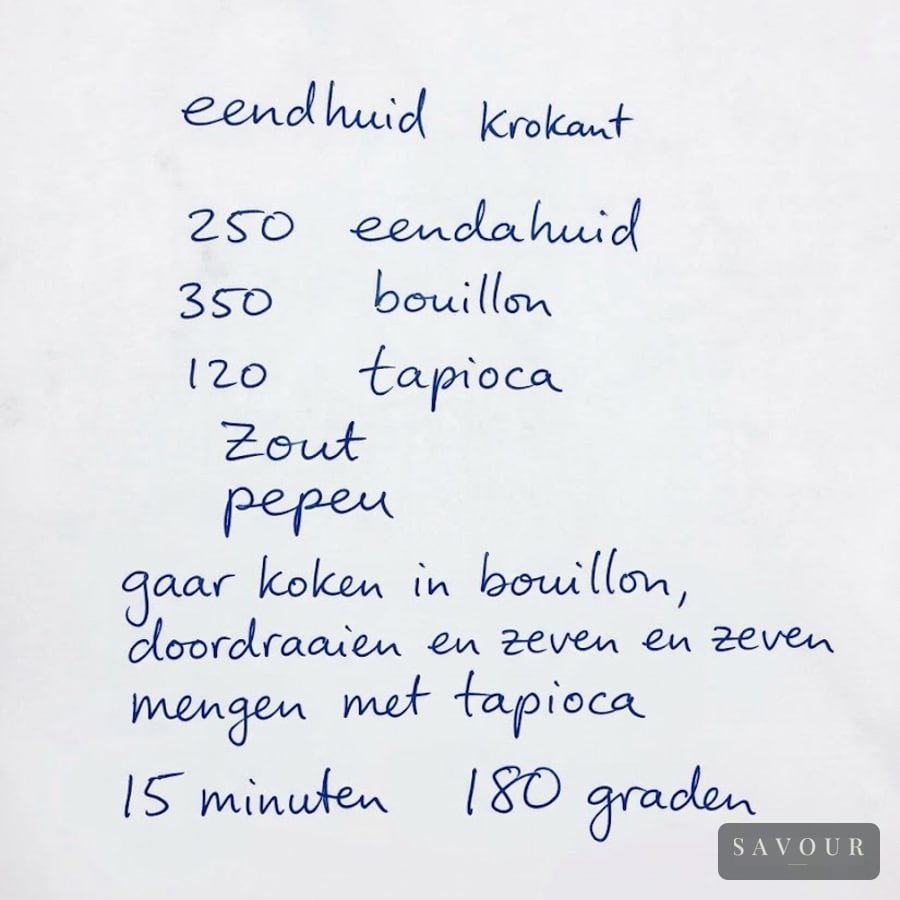 eendhuid krokant
250 eendahuid
350 bouillon
120 tapioca
Zout
pepeu
gaar koken in bouillon,
doordraaien en zeven en zeven
mengen met tapioca
15 minuten 180 graden
SAVOUR